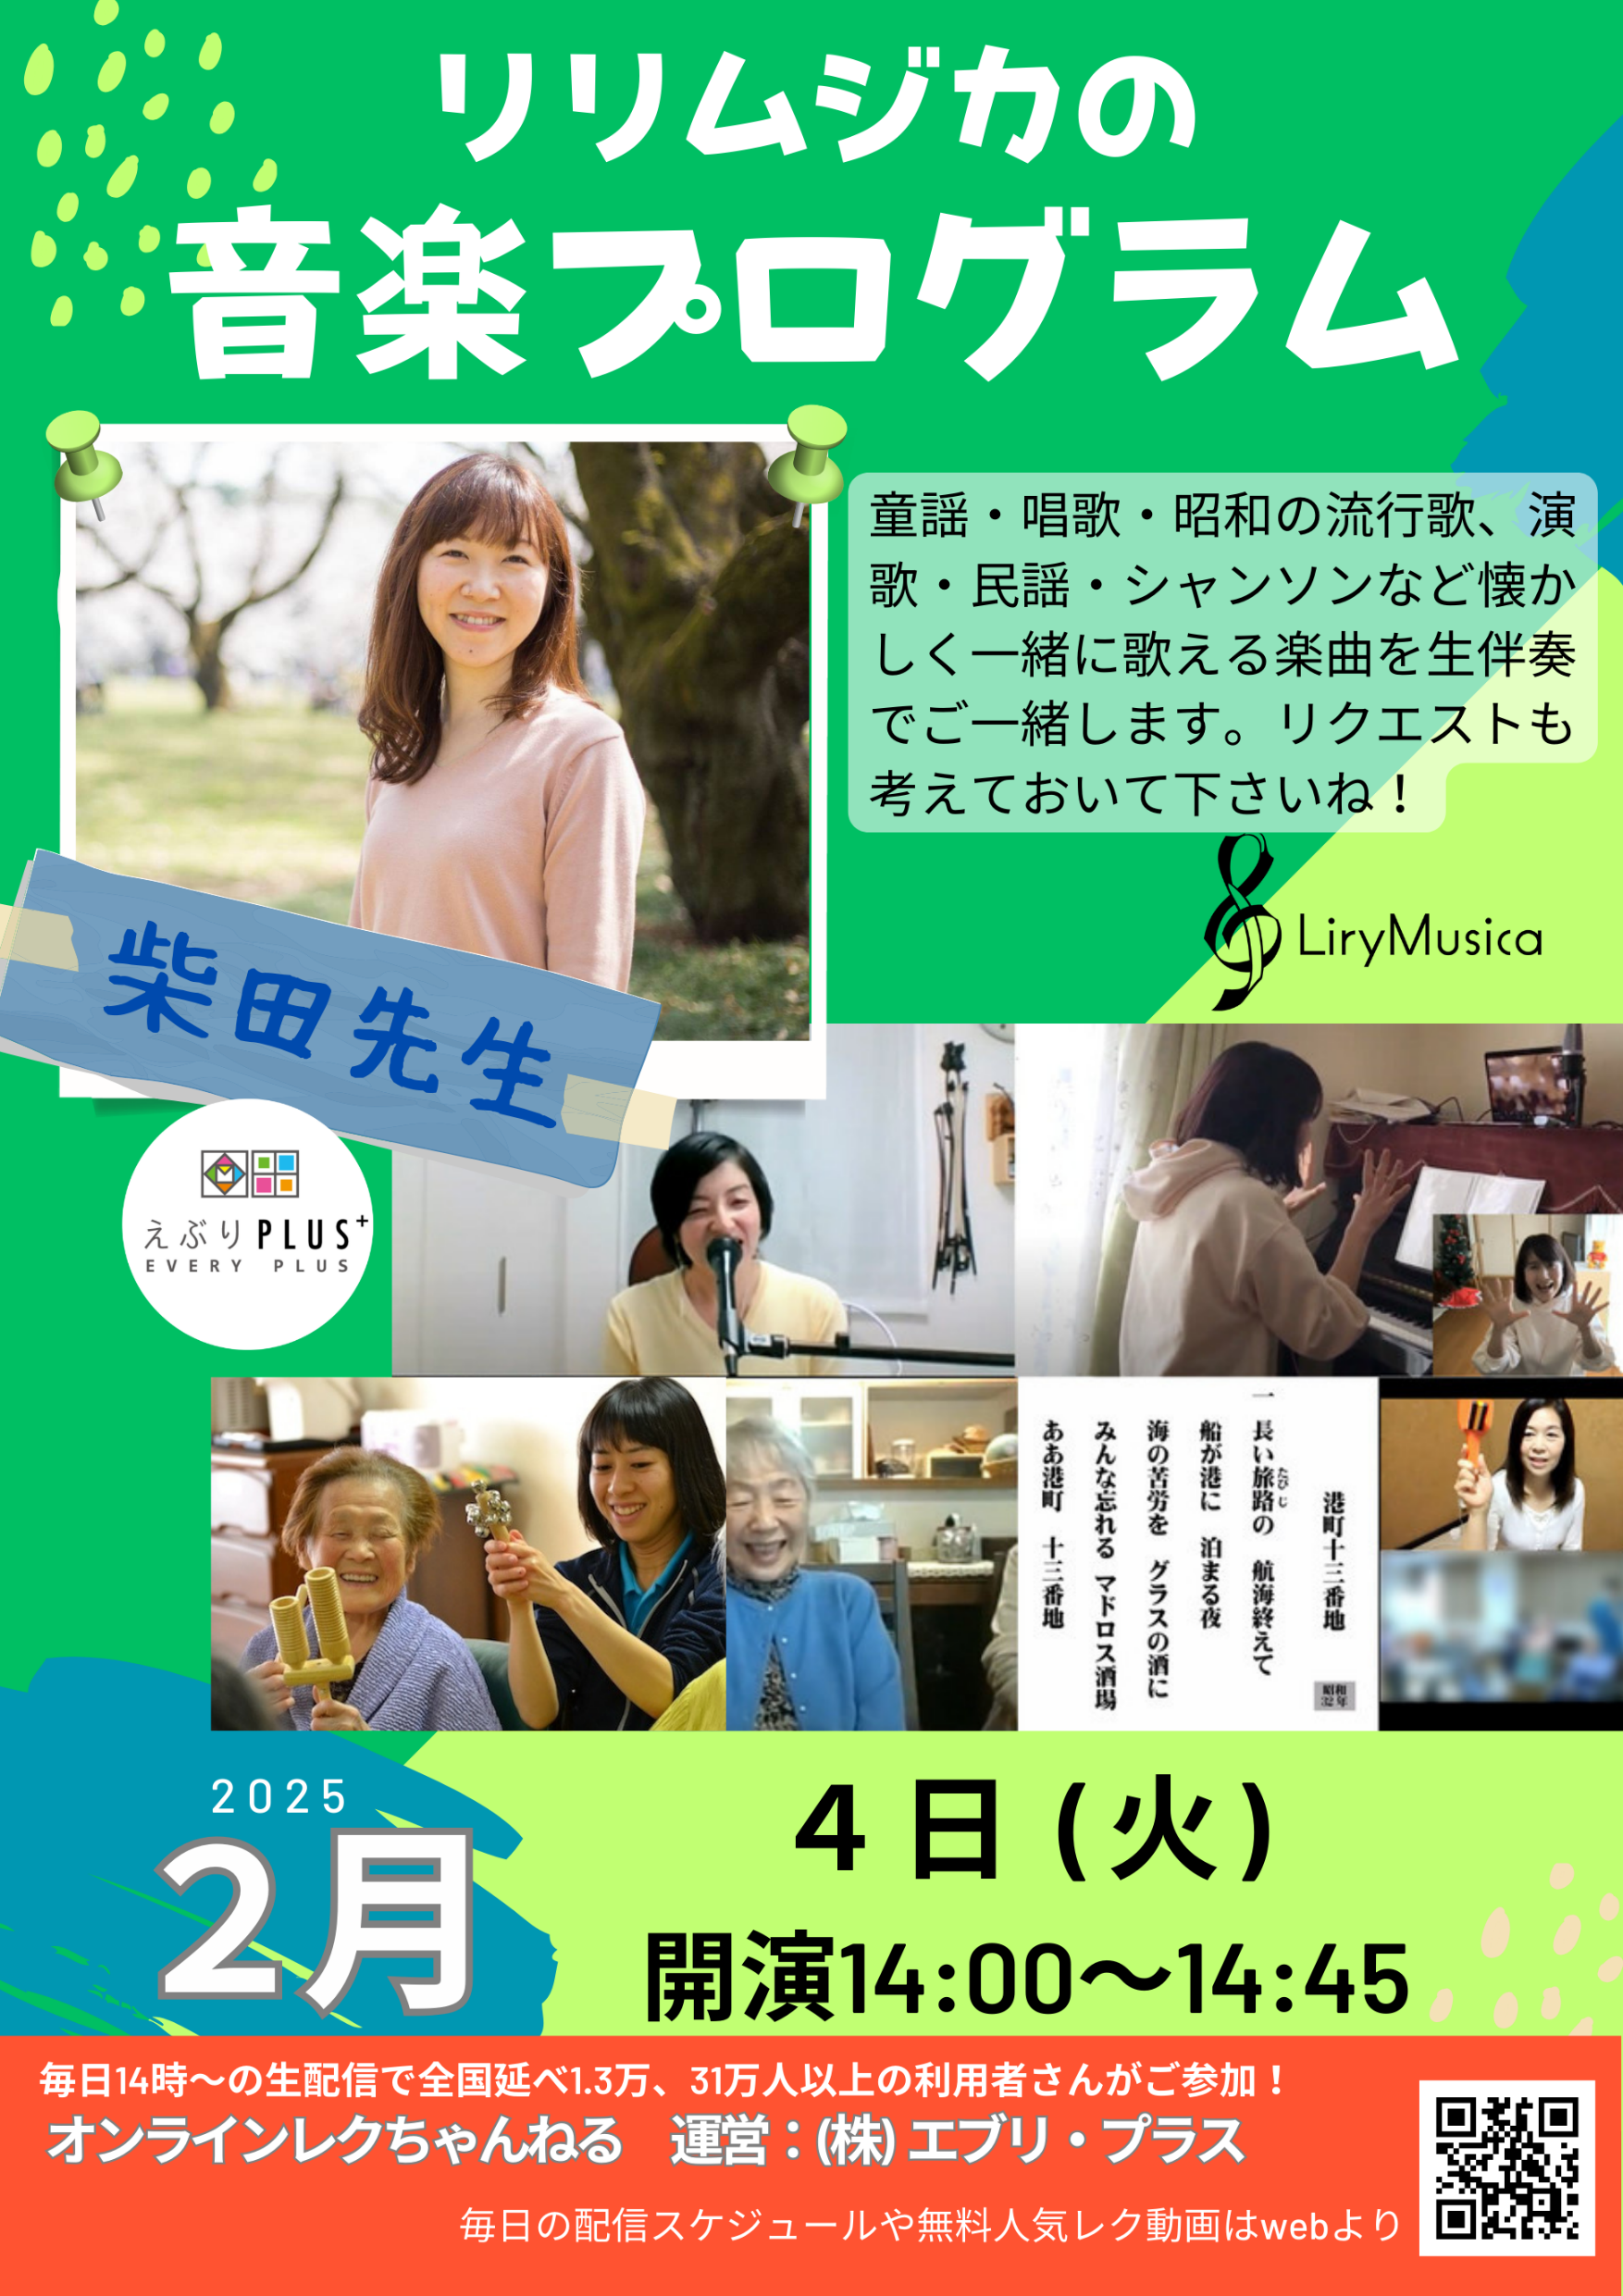 リリムジカの
音楽プログラム
童謡・唱歌・昭和の流行歌、演
歌・民謡・シャンソンなど懐か
しく一緒に歌える楽曲を生伴奏
でご一緒します。リクエストも
考えておいて下さいね！
LiryMusica
柴田先生
えぶりPLUS+
EVERY PLUS
港町十三番地
昭和
32年
一 長い旅路の 航海終えて
たびじ
船が港に 泊まる夜
海の苦労を グラスの酒に
みんな忘れる マドロス酒場
ああ港町 十三番地
2025
2月
4日(火)
開演14:00～14:45
毎日14時～の生配信で全国延べ1.3万、31万人以上の利用者さんがご参加！
オンラインレクちゃんねる 運営：(株)エブリ・プラス
毎日の配信スケジュールや無料人気レク動画はwebより